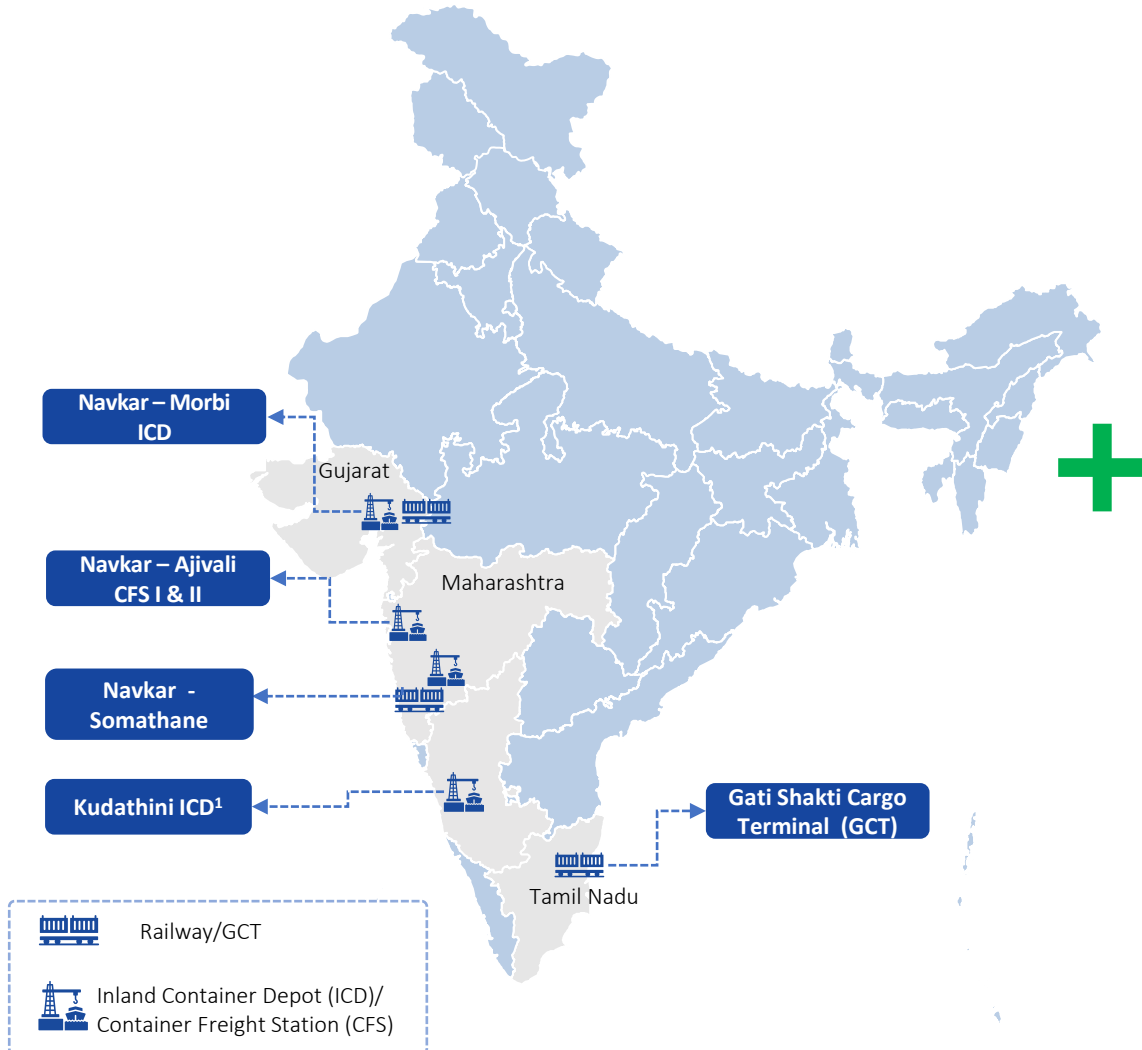 Navkar – Morbi
ICD
Gujarat
Navkar – Ajivali
CFS I & II
Maharashtra
Navkar -
Somathane
Kudathini ICD¹
Gati Shakti Cargo
Terminal (GCT)
Tamil Nadu
Railway/GCT
Inland Container Depot (ICD)/
Container Freight Station (CFS)